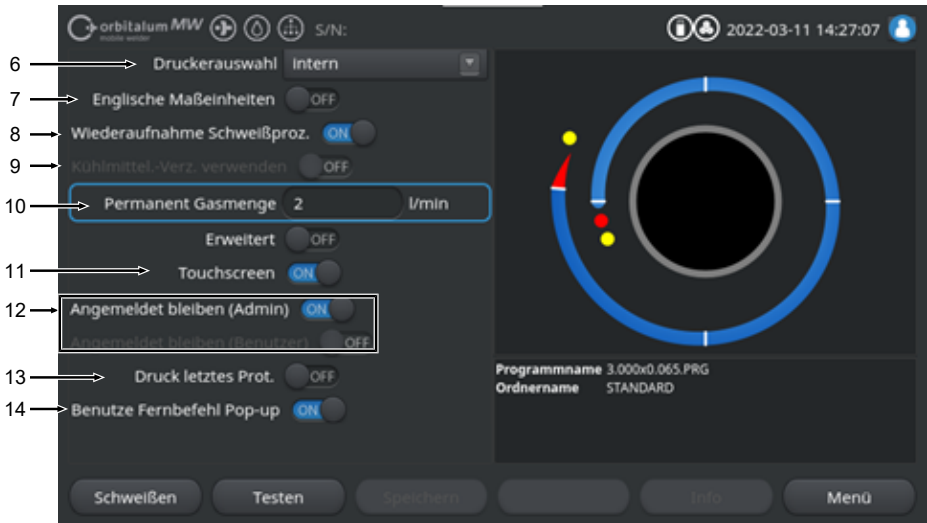 orbitalum MW S/N: 2022-03-11 14:27:07
mobile welder
6 Druckerauswahl intern
7 Englische Maßeinheiten OFF
8 Wiederaufnahme Schweißproz. ON
9 Kühlmittel.-Verz. verwenden OFF
10 Permanent Gasmenge 2 l/min
Erweitert OFF
11 Touchscreen ON
12 Angemeldet bleiben (Admin) ON
Angemeldet bleiben (Benutzer) OFF
13 Druck letztes Prot. OFF
14 Benutze Fernbefehl Pop-up ON
Programmname 3.000x0.065.PRG
Ordnername STANDARD
Schweißen Testen Speichern Info Menü